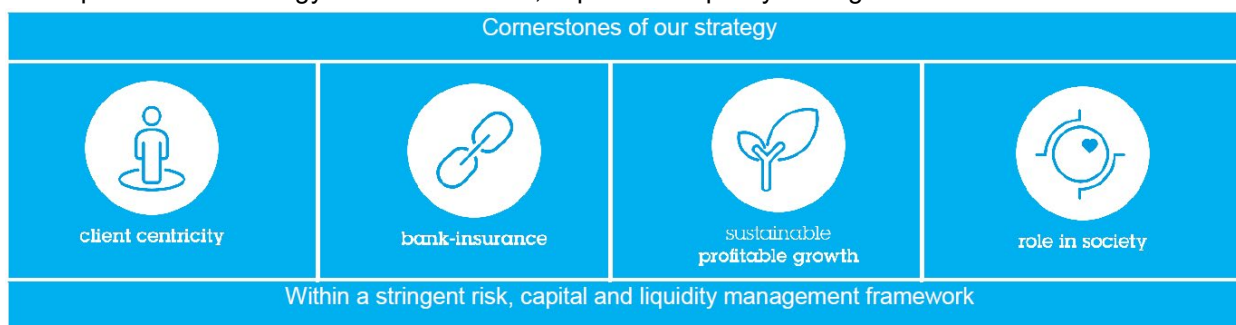 Cornerstones of our strategy
client centricity
bank-insurance
sustainable
profitable growth
role in society
Within a stringent risk, capital and liquidity management framework